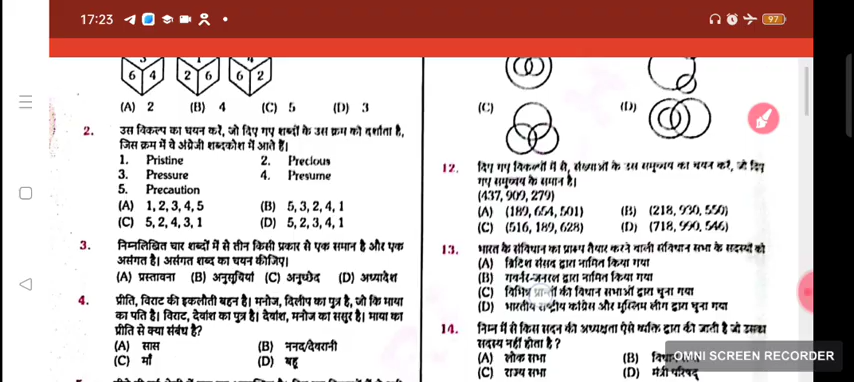 17:23
97
6 4 2 6 6 2
(A) 2 (B) 4 (C) 5 (D) 3
2. उस विकल्प का चयन करें, जो दिए गए शब्दों के उस क्रम को दर्शाता है,
जिस क्रम में वे अंग्रेजी शब्दकोश में आते हैं।
1. Pristine 2. Precious
3. Pressure 4. Presume
5. Precaution
(A) 1, 2, 3, 4, 5 (B) 5, 3, 2, 4, 1
(C) 5, 2, 4, 3, 1 (D) 5, 2, 3, 4, 1
3. निम्नलिखित चार शब्दों में से तीन किसी प्रकार से एक समान है और एक
असंगत है। असंगत शब्द का चयन कीजिए।
(A) प्रस्तावना (B) अनुसूचियां (C) अनुच्छेद (D) अध्यादेश
4. प्रीति, विराट की इकलौती बहन है। मनोज, दिलीप का पुत्र है, जो कि माया
का पति है। विराट, देवांश का पुत्र है। देवांश, मनोज का ससुर है। माया का
प्रीति से क्या संबंध है?
(A) सास (B) ननद/देवरानी
(C) माँ (D) बहू
(C) (D)
12. दिए गए विकल्पों में से, संख्याओं के उस समुच्चय का चयन करें, जो दिए
गए समुच्चय के समान है।
(437, 909, 279)
(A) (189, 654, 501) (B) (218, 930, 550)
(C) (516, 189, 628) (D) (718, 990, 546)
13. भारत के संविधान का प्रारूप तैयार करने वाली संविधान सभा के सदस्यों को
(A) ब्रिटिश संसद द्वारा नामित किया गया
(B) गवर्नर-जनरल द्वारा नामित किया गया
(C) विभिन्न प्रान्तों की विधान सभाओं द्वारा चुना गया
(D) भारतीय राष्ट्रीय कांग्रेस और मुस्लिम लीग द्वारा चुना गया
14. निम्न में से किस सदन की अध्यक्षता ऐसे व्यक्ति द्वारा की जाती है जो उसका
सदस्य नहीं होता है?
(A) लोक सभा (B)
(C) राज्य सभा (D) मंत्री परिषद्
OMNI SCREEN RECORDER